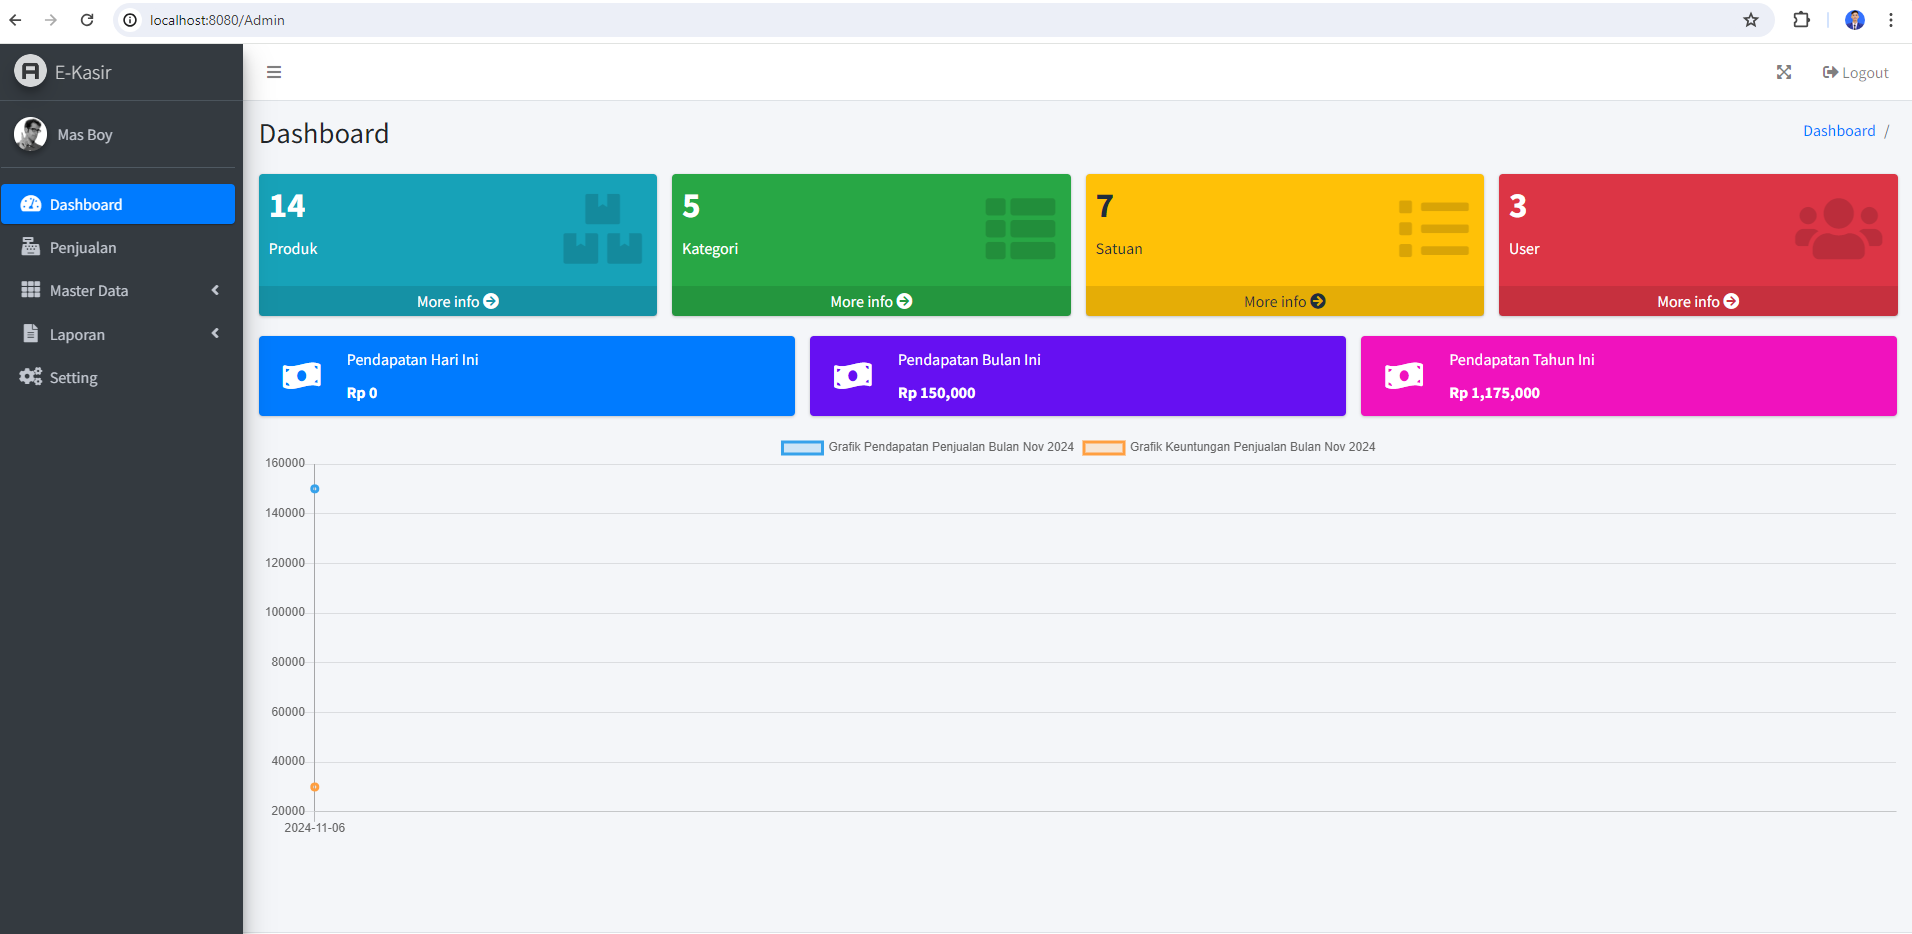 localhost:8080/Admin
E-Kasir
Logout
Mas Boy
Dashboard
Penjualan
Master Data
Laporan
Setting
Dashboard
Dashboard /
14
Produk
More info
5
Kategori
More info
7
Satuan
More info
3
User
More info
Pendapatan Hari Ini
Rp 0
Pendapatan Bulan Ini
Rp 150,000
Pendapatan Tahun Ini
Rp 1,175,000
Grafik Pendapatan Penjualan Bulan Nov 2024
Grafik Keuntungan Penjualan Bulan Nov 2024
160000
140000
120000
100000
80000
60000
40000
20000
2024-11-06